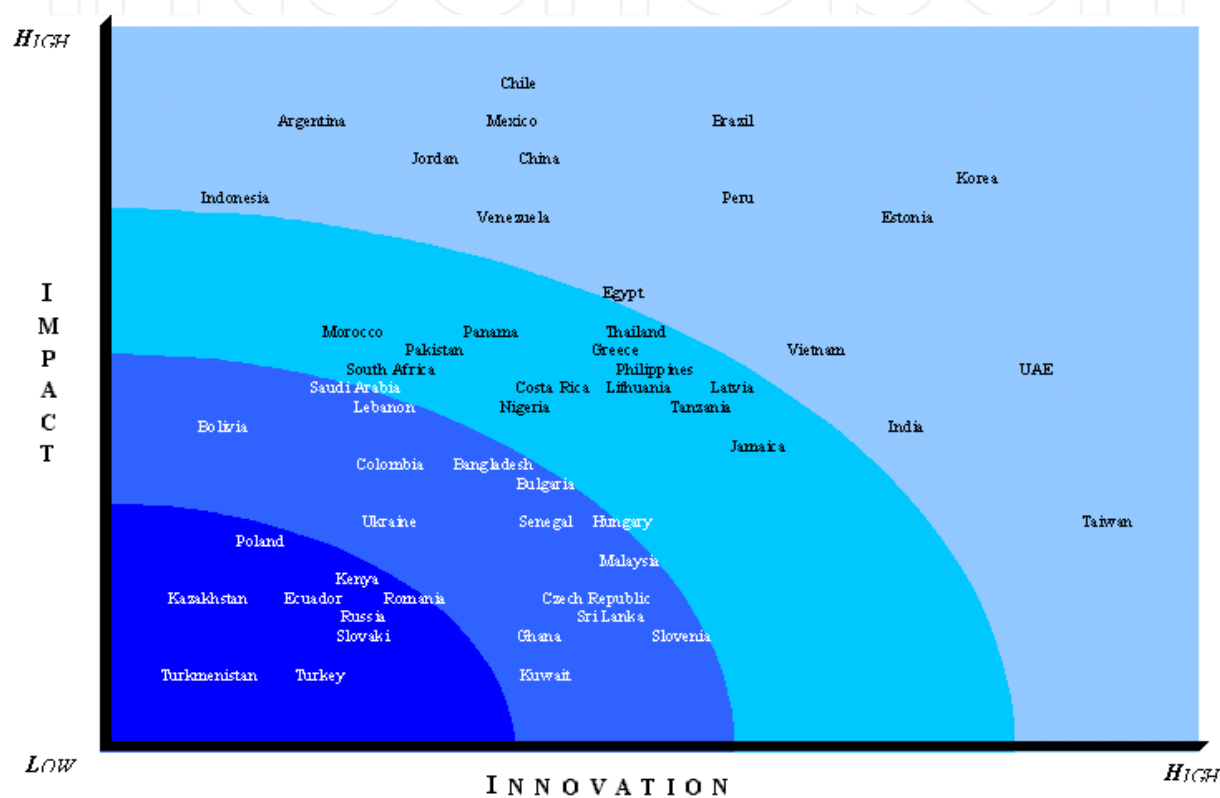 HIGH
Chile
Argentina Mexico Brazil
Jordan China
Korea
Indonesia Peru
Venezuela Estonia
Egypt
Morocco Panama Thailand
Pakistan Greece Vietnam
South Africa Philippines UAE
Saudi Arabia Costa Rica Lithuania Latvia
Lebanon Nigeria Tanzania
Bolivia India
Jamaica
Colombia Bangladesh
Bulgaria
Ukraine Senegal Hungary Taiwan
Poland
Malaysia
Kenya
Kazakhstan Ecuador Romania Czech Republic
Russia Sri Lanka
Slovaki Ghana Slovenia
Turkmenistan Turkey Kuwait
IMPACT
LOW
HIGH
INNOVATION